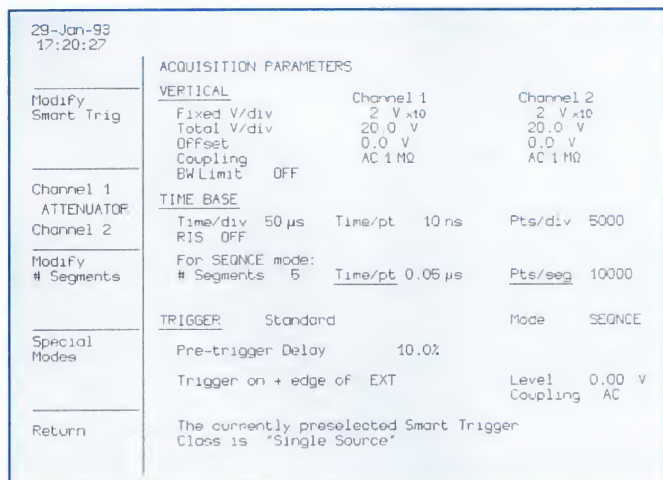 29-Jan-93
17:20:27
ACQUISITION PARAMETERS
Modify
Smart Trig
Channel 1
ATTENUATOR
Channel 2
Modify
# Segments
Special
Modes
Return
VERTICAL Channel 1 Channel 2
Fixed V/div 2 V x10 2 V x10
Total V/div 20.0 V 20.0 V
Offset 0.0 V 0.0 V
Coupling AC 1 MΩ AC 1 MΩ
BW Limit OFF
TIME BASE
Time/div 50 µs Time/pt 10 ns Pts/div 5000
RIS OFF
For SEQNCE mode:
# Segments 5 Time/pt 0.05 µs Pts/seg 10000
TRIGGER Standard Mode SEQNCE
Pre-trigger Delay 10.0%
Trigger on + edge of EXT Level 0.00 V
Coupling AC
The currently preselected Smart Trigger
Class is "Single Source"